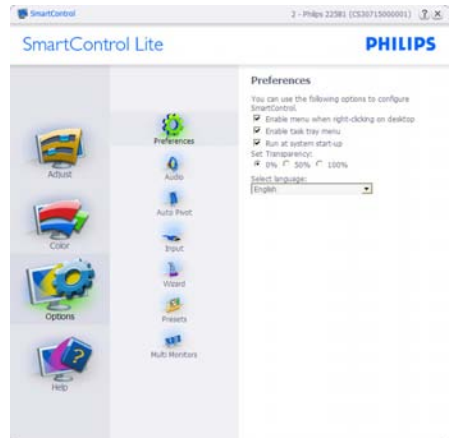 SmartControl
2 - Philips 225B1 (CS30715000001)
SmartControl Lite
PHILIPS
Adjust
Color
Options
Help
Preferences
Audio
Auto Pivot
Input
Wizard
Presets
Multi Monitors
Preferences
You can use the following options to configure
SmartControl.
Enable menu when right-clicking on desktop
Enable task tray menu
Run at system start-up
Set Transparency:
0% 50% 100%
Select language:
English